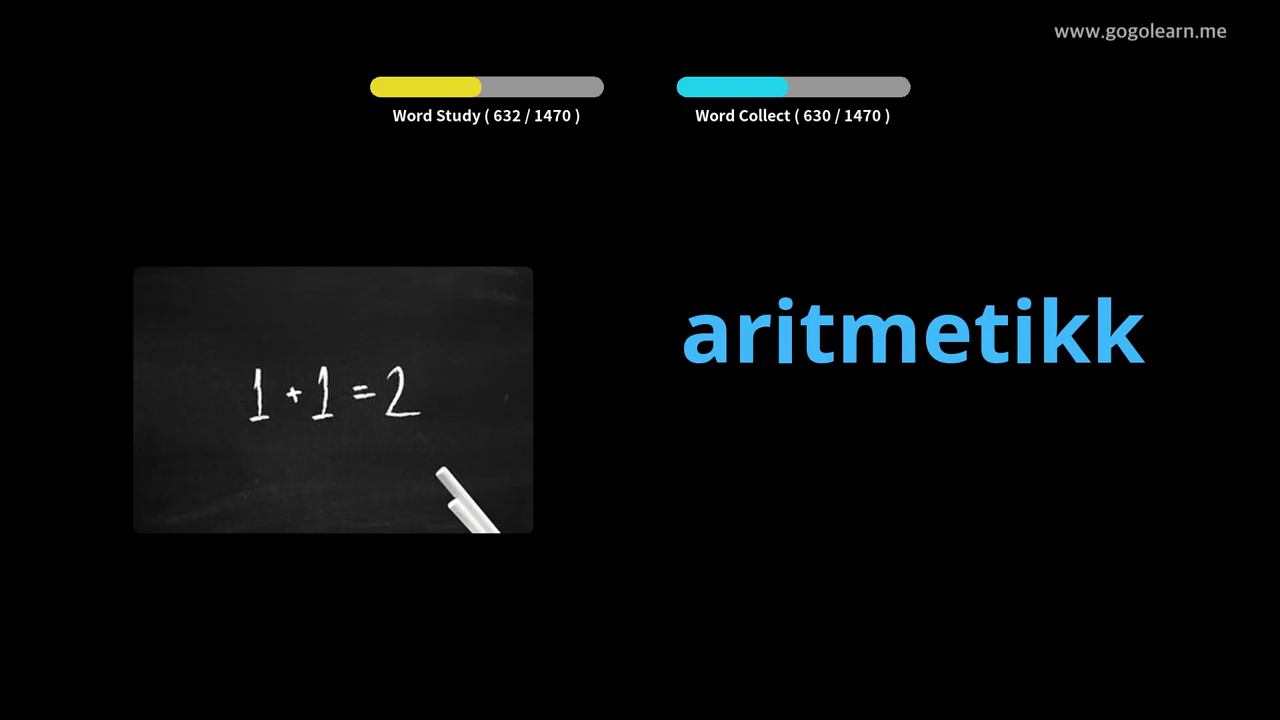 www.gogolearn.me
Word Study ( 632 / 1470 )
Word Collect ( 630 / 1470 )
aritmetikk
1 + 1 = 2